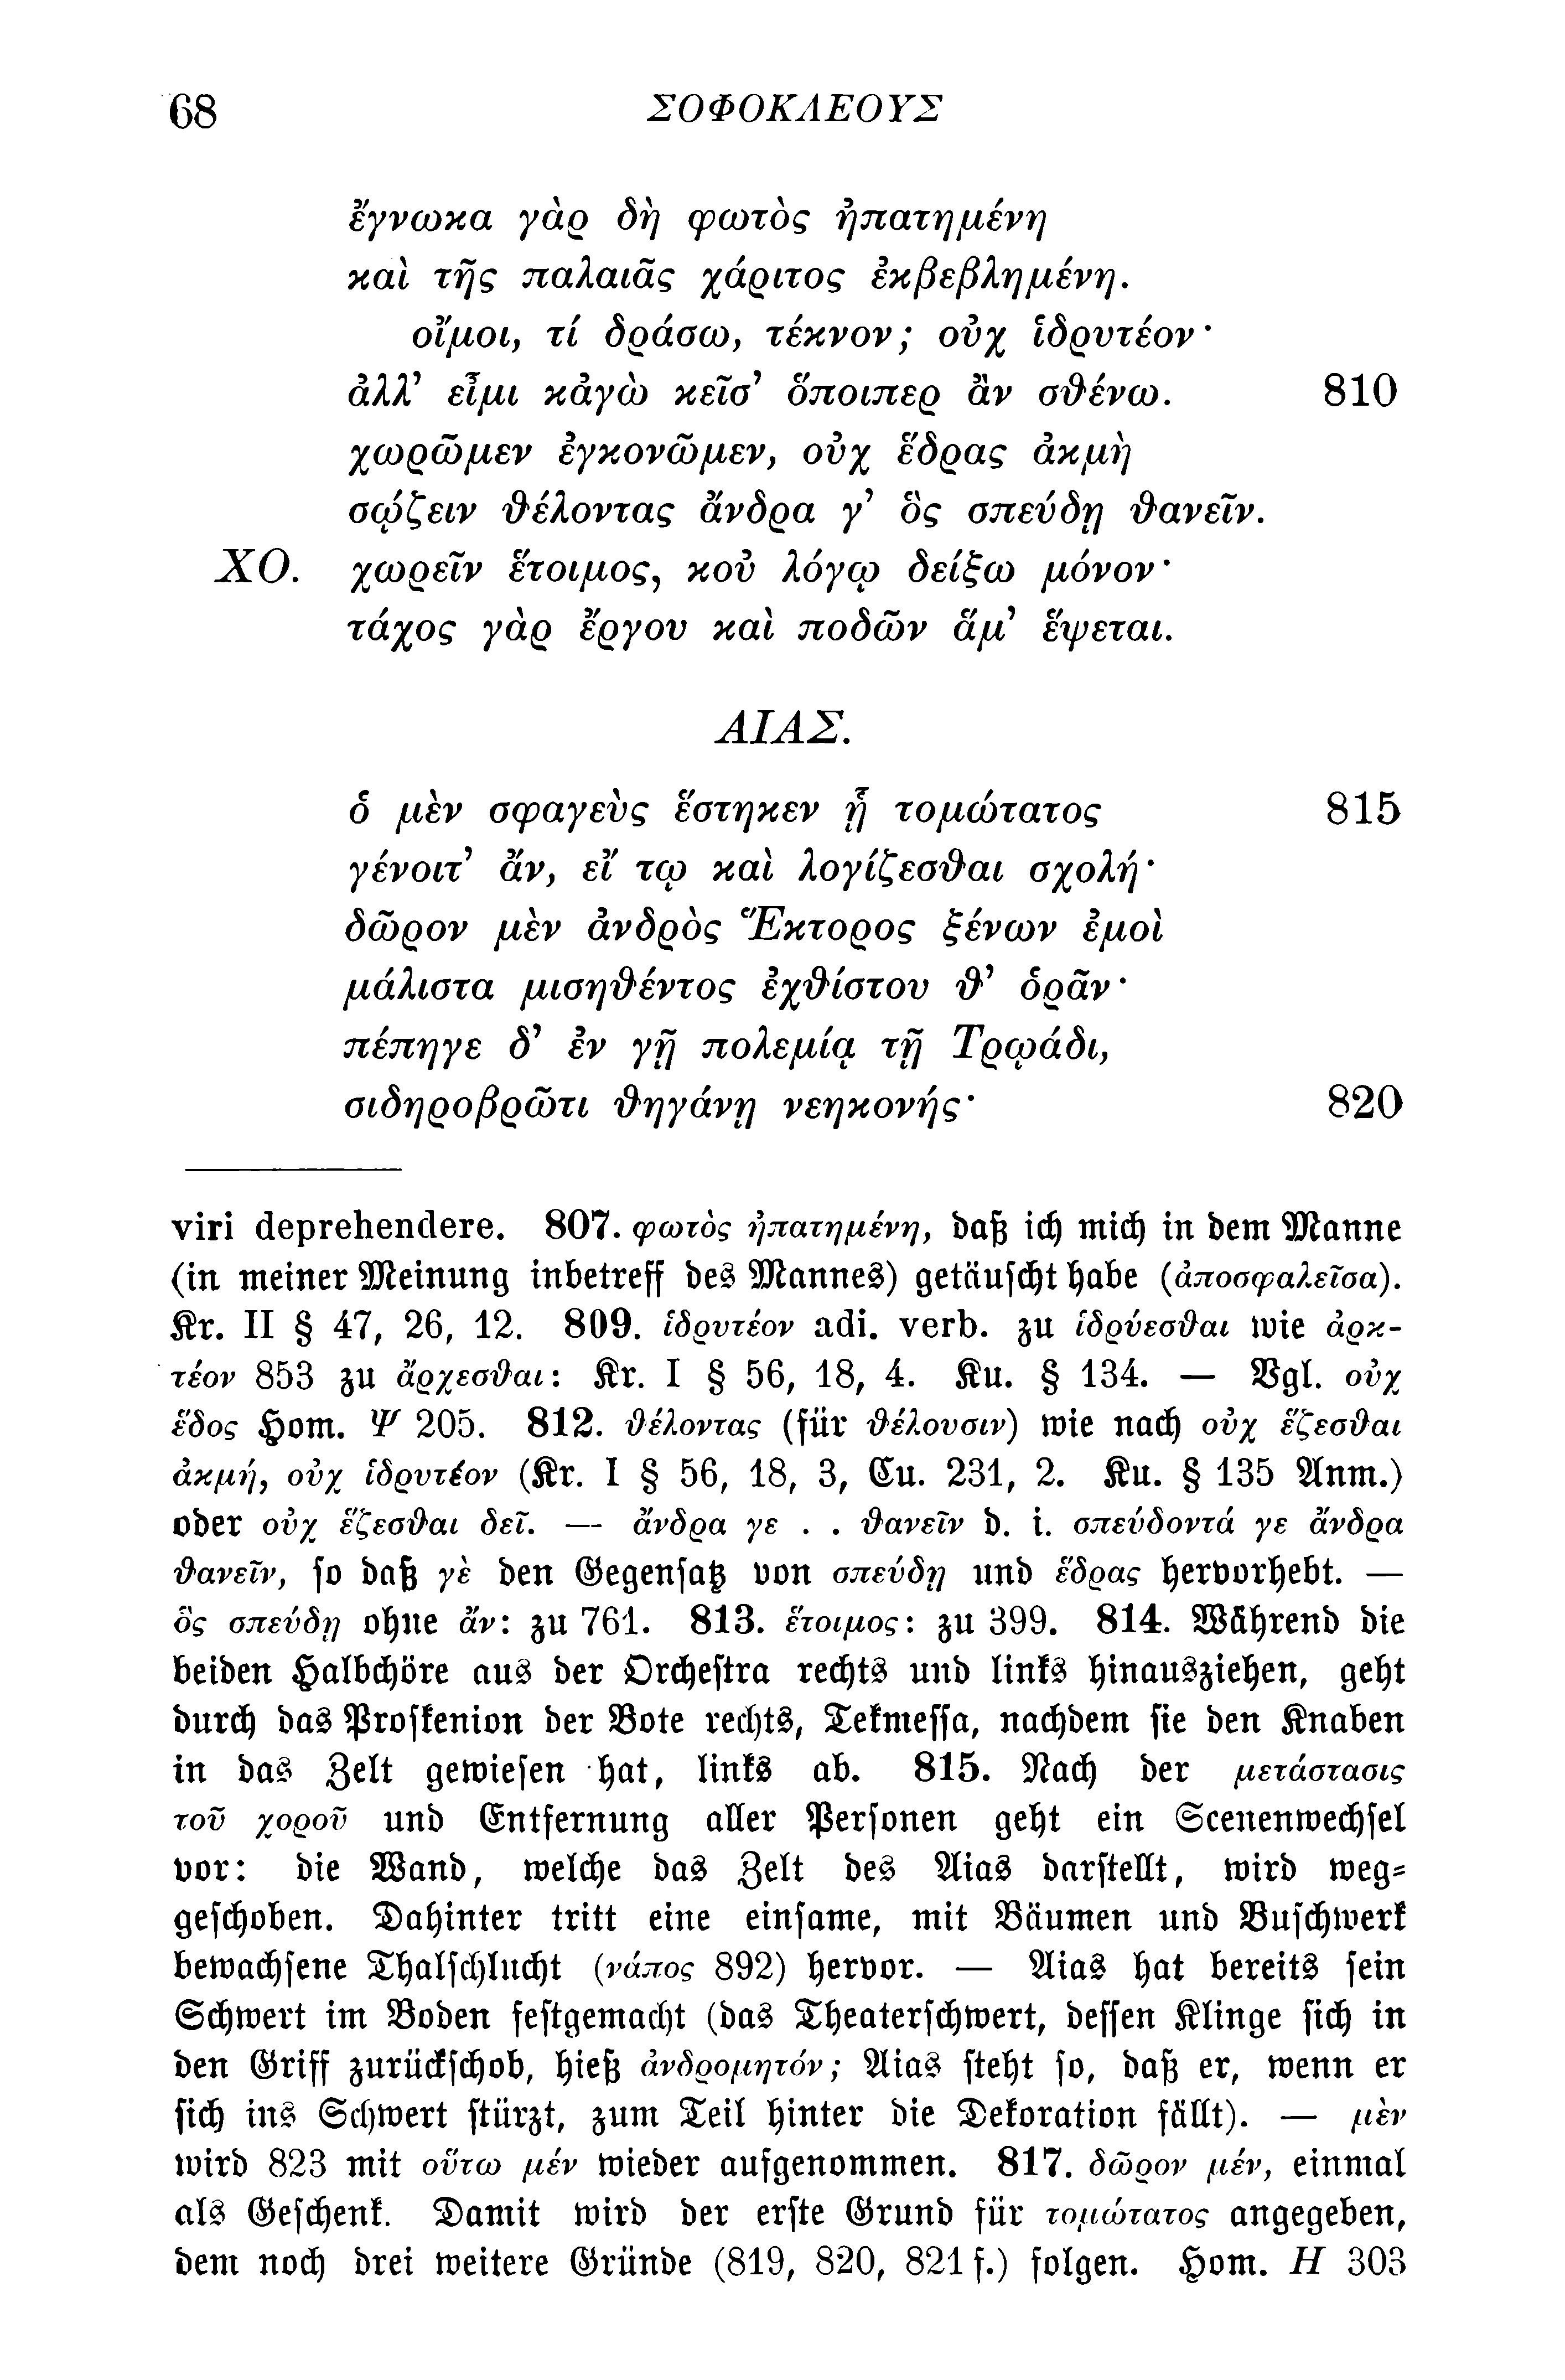 68 ΣΟΦΟΚΛΕΟΥΣ
ἔγνωκα γὰρ δὴ φωτὸς ἠπατημένη
καὶ τῆς παλαιᾶς χάριτος ἐκβεβλημένη.
οἴμοι, τί δράσω, τέκνον; οὐχ ἱδρυτέον·
ἀλλ’ εἶμι κἀγὼ κεῖσ’ ὅποιπερ ἂν σθένω. 810
χωρῶμεν ἐγκονῶμεν, οὐχ ἕδρας ἀκμὴ
σῴζειν θέλοντας ἄνδρα γ’ ὃς σπεύδῃ θανεῖν.
ΧΟ. χωρεῖν ἕτοιμος, κοὐ λόγῳ δείξω μόνον·
τάχος γὰρ ἔργου καὶ ποδῶν ἅμ’ ἕψεται.
ΑΙΑΣ.
ὁ μὲν σφαγεὺς ἕστηκεν ᾗ τομώτατος 815
γένοιτ’ ἄν, εἴ τῳ καὶ λογίζεσθαι σχολή·
δῶρον μὲν ἀνδρὸς Ἕκτορος ξένων ἐμοὶ
μάλιστα μισηθέντος ἐχθίστου θ’ ὁρᾶν·
πέπηγε δ’ ἐν γῇ πολεμίᾳ τῇ Τρῳάδι,
σιδηροβρῶτι θηγάνῃ νεηκονής· 820
viri deprehendere. 807. φωτὸς ἠπατημένη, daß ich mich in dem Manne
(in meiner Meinung inbetreff des Mannes) getäuscht habe (ἀποσφαλεῖσα).
Kr. II § 47, 26, 12. 809. ἱδρυτέον adi. verb. zu ἱδρύεσθαι wie ἀρκ-
τέον 853 zu ἄρχεσθαι: Kr. I § 56, 18, 4. Ku. § 134. — Vgl. οὐχ
ἕδος Hom. Ψ 205. 812. θέλοντας (für θέλουσιν) wie nach οὐχ ἕζεσθαι
ἀκμή, οὐχ ἱδρυτέον (Kr. I § 56, 18, 3, Cu. 231, 2. Ku. § 135 Anm.)
oder οὐχ ἕζεσθαι δεῖ. — ἄνδρα γε . . θανεῖν d. i. σπεύδοντά γε ἄνδρα
θανεῖν, so daß γὲ den Gegensatz von σπεύδῃ und ἕδρας hervorhebt. —
ὃς σπεύδῃ ohne ἄν: zu 761. 813. ἕτοιμος: zu 399. 814. Während die
beiden Halbchöre aus der Orchestra rechts und links hinausziehen, geht
durch das Proskenion der Bote rechts, Tekmessa, nachdem sie den Knaben
in das Zelt gewiesen hat, links ab. 815. Nach der μετάστασις
τοῦ χοροῦ und Entfernung aller Personen geht ein Scenenwechsel
vor: die Wand, welche das Zelt des Aias darstellt, wird weg-
geschoben. Dahinter tritt eine einsame, mit Bäumen und Buschwerk
bewachsene Thalschlucht (νάπος 892) hervor. — Aias hat bereits sein
Schwert im Boden festgemacht (das Theaterschwert, dessen Klinge sich in
den Griff zurückschob, hieß ἀνδρομητόν; Aias steht so, daß er, wenn er
sich ins Schwert stürzt, zum Teil hinter die Dekoration fällt). — μὲν
wird 823 mit οὕτω μέν wieder aufgenommen. 817. δῶρον μέν, einmal
als Geschenk. Damit wird der erste Grund für τομώτατος angegeben,
dem noch drei weitere Gründe (819, 820, 821 f.) folgen. Hom. H 303